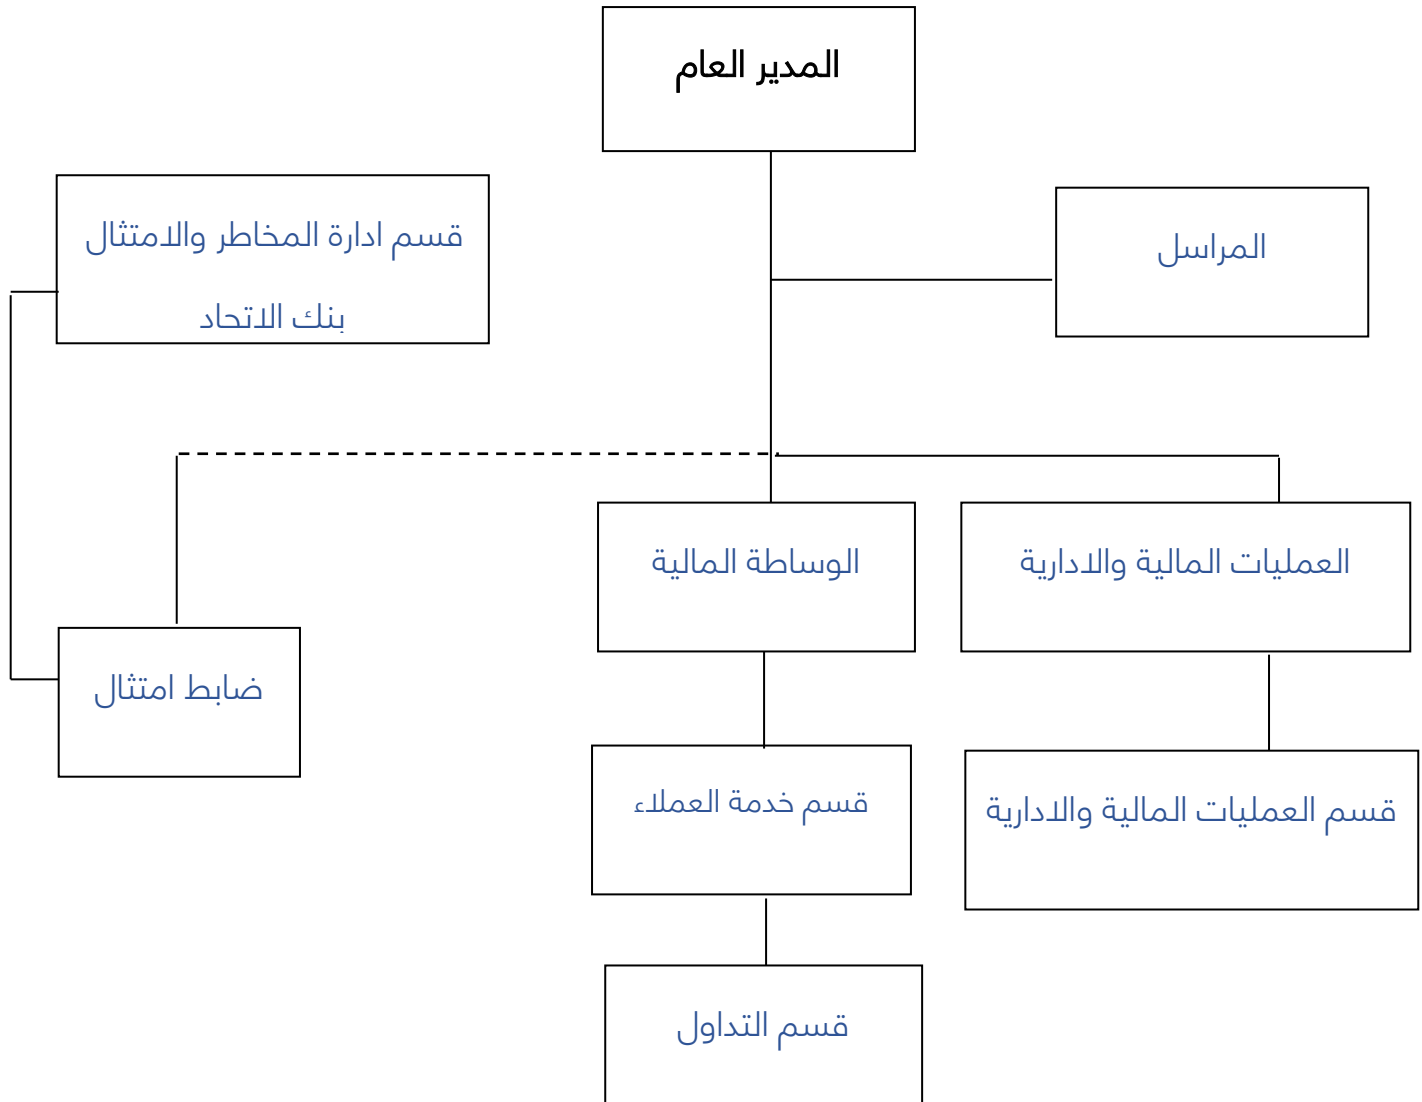 المدير العام
المراسل
قسم ادارة المخاطر والامتثال
بنك الاتحاد
العمليات المالية والادارية
الوساطة المالية
ضابط امتثال
قسم العمليات المالية والادارية
قسم خدمة العملاء
قسم التداول